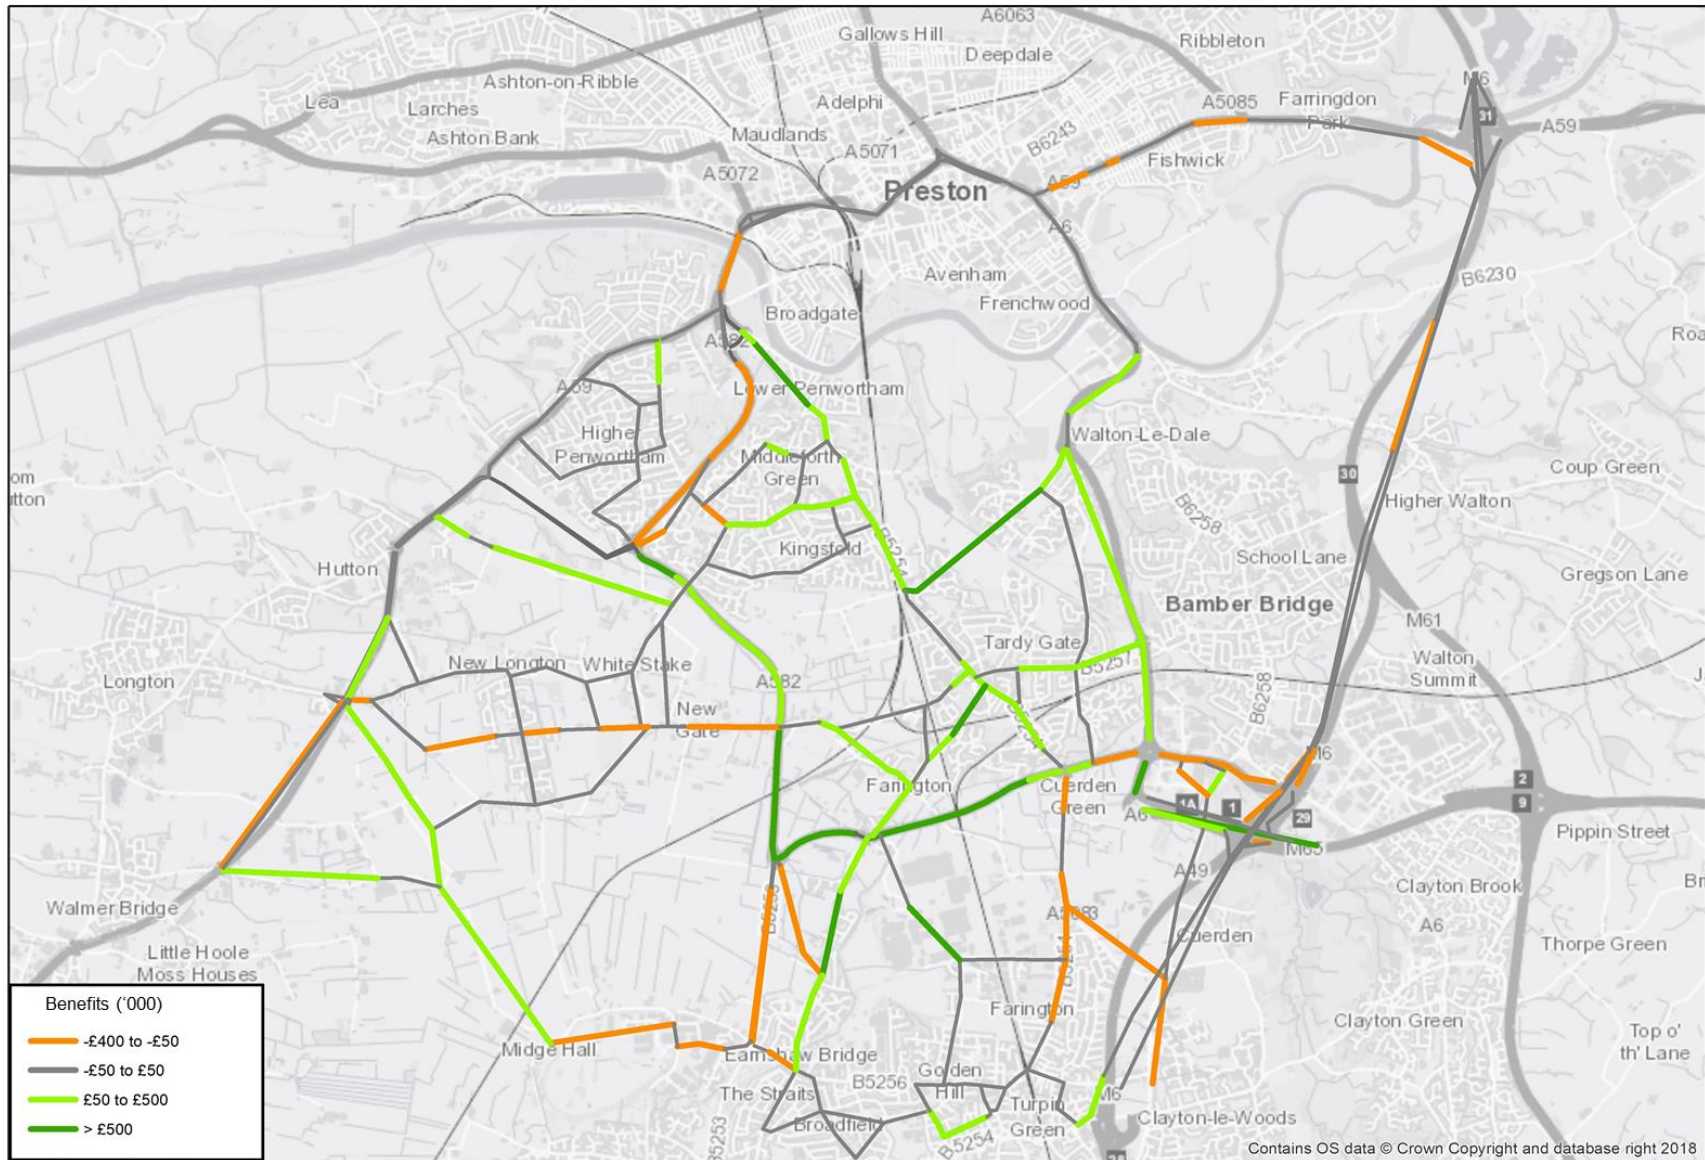 A6063
Gallows Hill
Ribbleton
Deepdale
Ashton-on-Ribble
M6
Lea
Larches
Adelphi
A5085
Farringdon
Park
31
A59
Ashton Bank
Maudlands
B6243
A5071
Fishwick
A5072
A59
Preston
A6
B6230
Avenham
Frenchwood
Broadgate
A582
A59
Lower Penwortham
Higher
Penwortham
Walton-Le-Dale
Middleforth
Green
30
Coup Green
Higher Walton
B6258
Kingsfold
B5254
School Lane
Hutton
Gregson Lane
Bamber Bridge
M61
Tardy Gate
New Longton
White Stake
B5257
Walton
Summit
Longton
A582
B6258
New
Gate
B5254
M6
Farington
Cuerden
Green
2
9
1A
1
29
A6
Pippin Street
M65
A49
Clayton Brook
Walmer Bridge
B5253
A5083
A6
Cuerden
Thorpe Green
Little Hoole
Moss Houses
B5254
Farington
Clayton Green
Top o'
th' Lane
Midge Hall
Earnshaw Bridge
The Straits
B5256
Golden
Hill
M6
Turpin
Green
Clayton-le-Woods
Broadfield
B5254
B5253
28
Benefits ('000)
-£400 to -£50
-£50 to £50
£50 to £500
> £500
Contains OS data © Crown Copyright and database right 2018